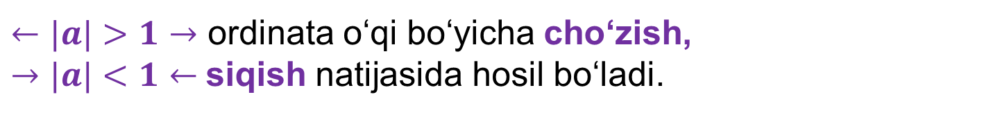 ← |a| > 1 → ordinata o‘qi bo‘yicha cho‘zish,
→ |a| < 1 ← siqish natijasida hosil bo‘ladi.